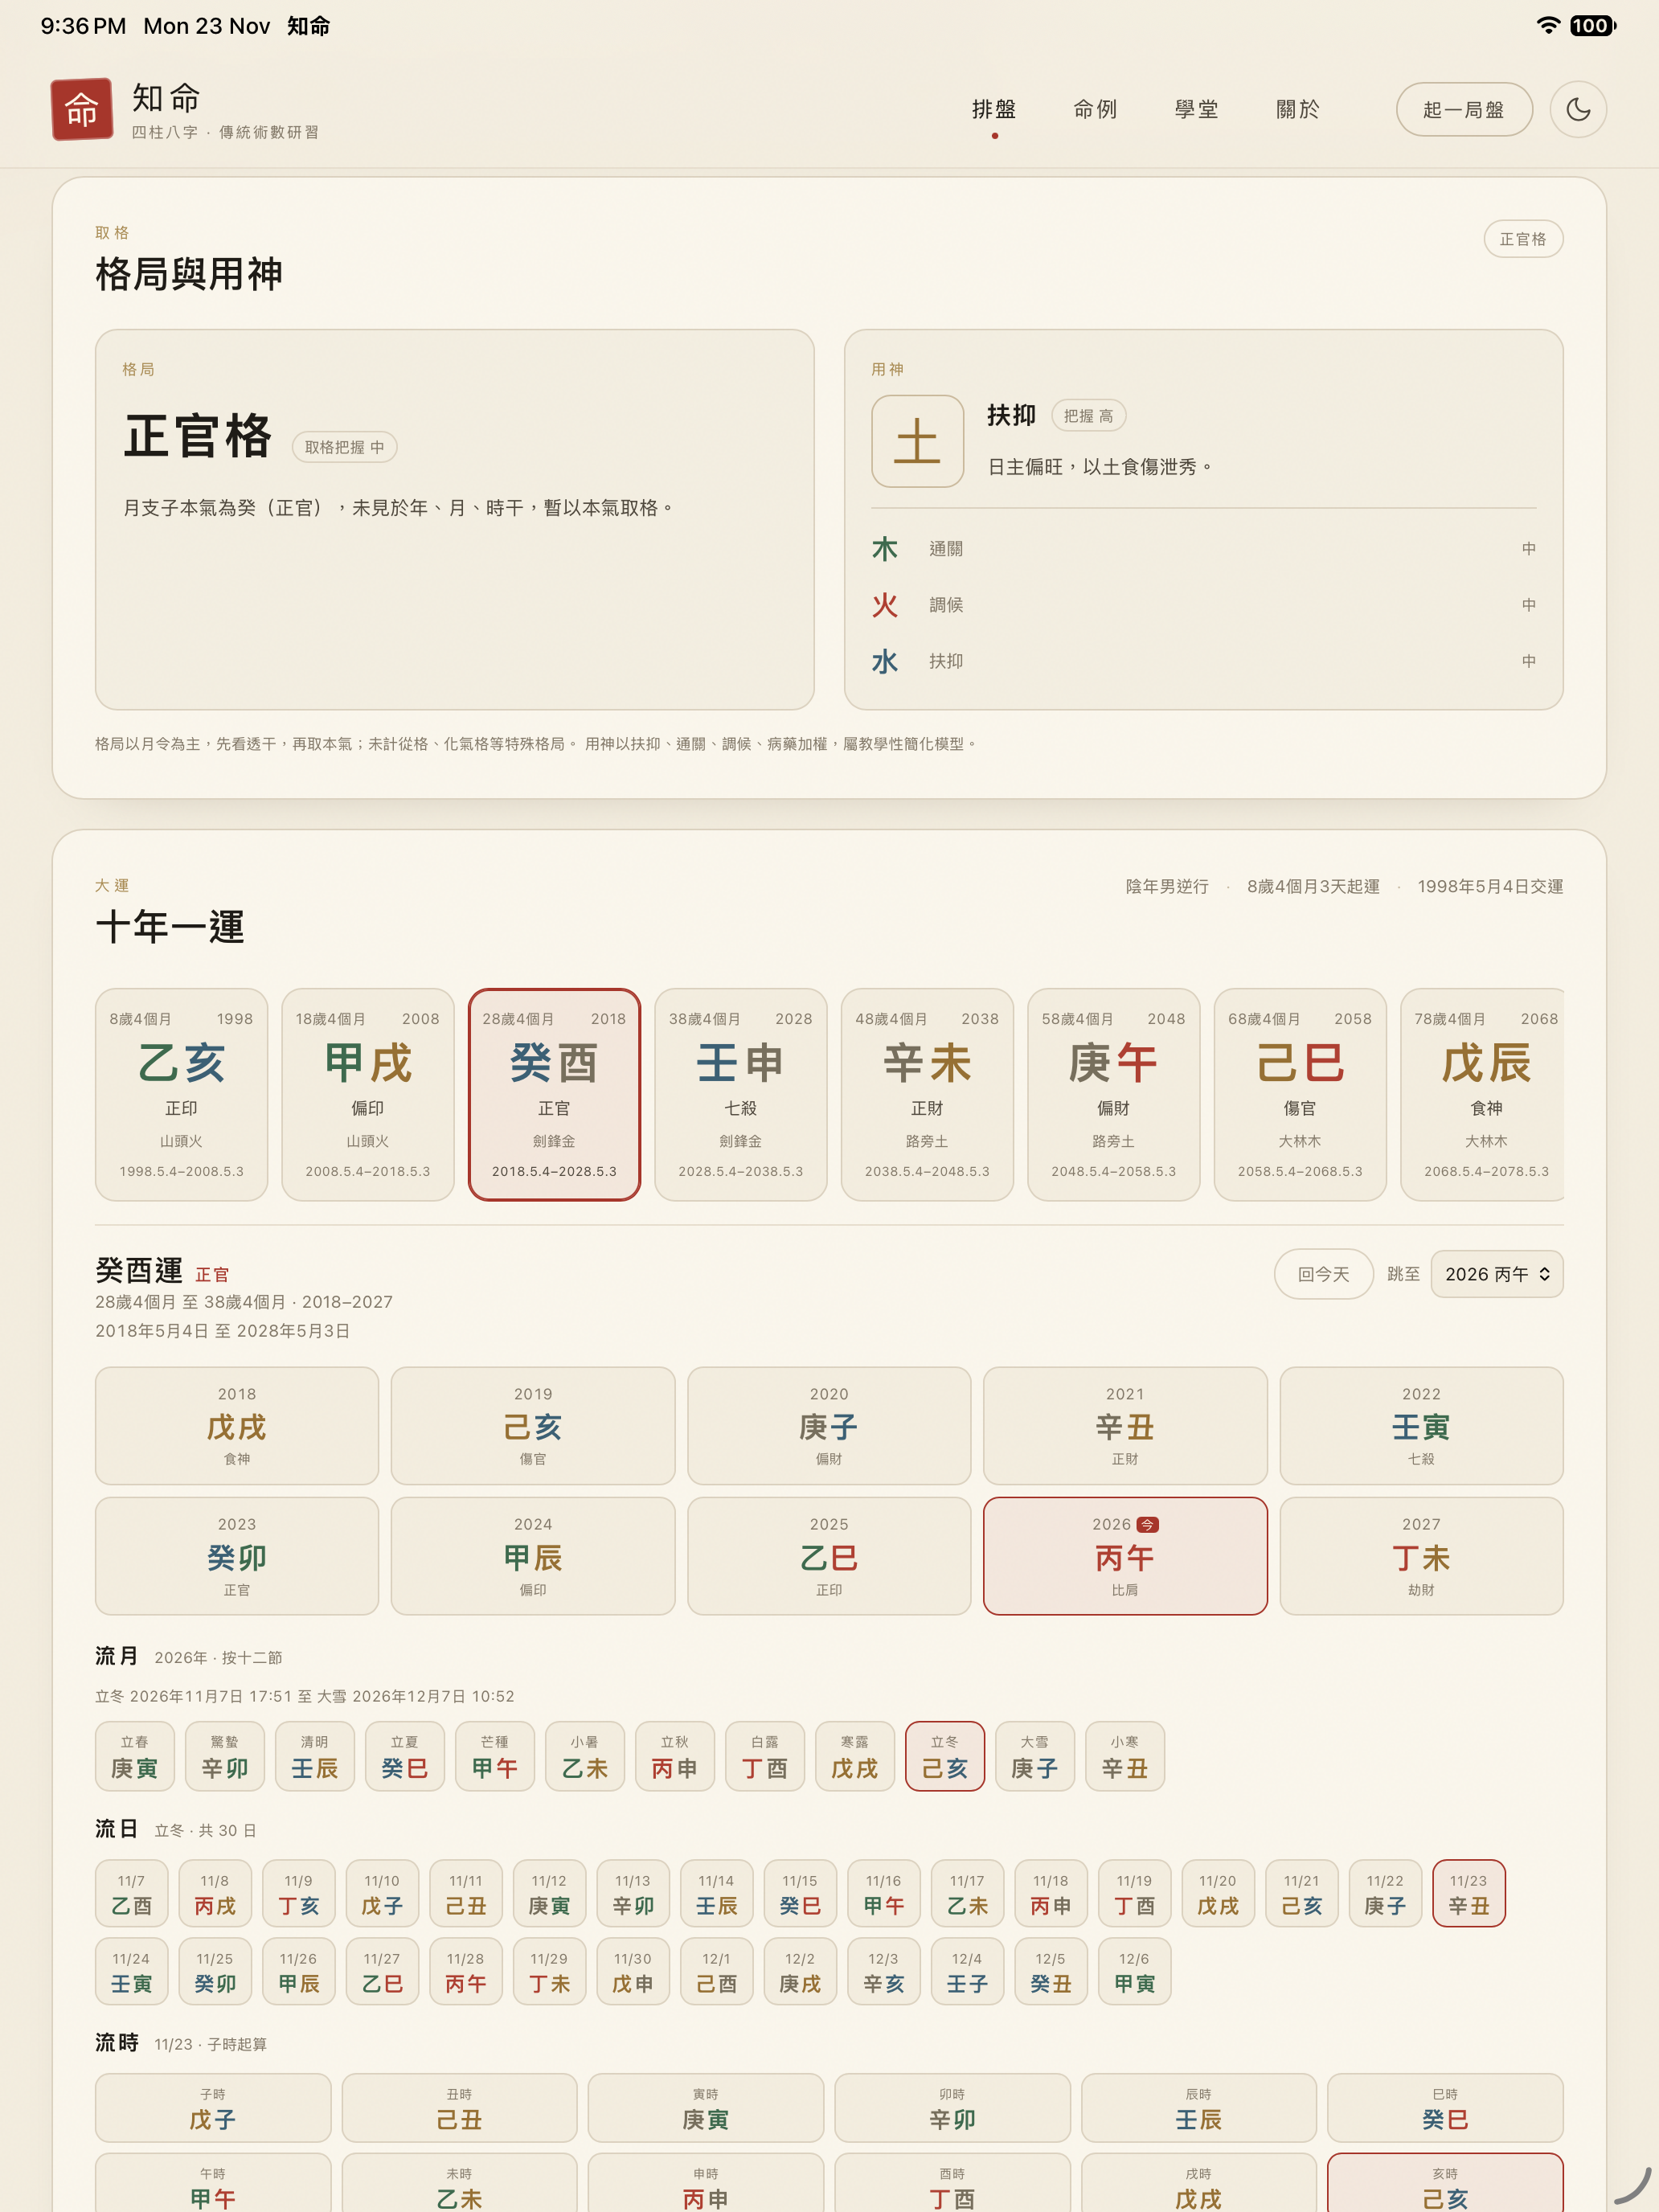 9:36 PM Mon 23 Nov 知命
100
命 知命
四柱八字 · 傳統術數研習
排盤 命例 學堂 關於 起一局盤
取格
格局與用神
正官格
格局
正官格 取格把握 中
月支子本氣為癸（正官），未見於年、月、時干，暫以本氣取格。
用神
土 扶抑 把握 高
日主偏旺，以土食傷泄秀。
木 通關 中
火 調候 中
水 扶抑 中
格局以月令為主，先看透干，再取本氣；未計從格、化氣格等特殊格局。 用神以扶抑、通關、調候、病藥加權，屬教學性簡化模型。
大運
十年一運
陰年男逆行 · 8歲4個月3天起運 · 1998年5月4日交運
8歲4個月 1998
乙亥
正印
山頭火
1998.5.4–2008.5.3
18歲4個月 2008
甲戌
偏印
山頭火
2008.5.4–2018.5.3
28歲4個月 2018
癸酉
正官
劍鋒金
2018.5.4–2028.5.3
38歲4個月 2028
壬申
七殺
劍鋒金
2028.5.4–2038.5.3
48歲4個月 2038
辛未
正財
路旁土
2038.5.4–2048.5.3
58歲4個月 2048
庚午
偏財
路旁土
2048.5.4–2058.5.3
68歲4個月 2058
己巳
傷官
大林木
2058.5.4–2068.5.3
78歲4個月 2068
戊辰
食神
大林木
2068.5.4–2078.5.3
癸酉運 正官
28歲4個月 至 38歲4個月 · 2018–2027
2018年5月4日 至 2028年5月3日
回今天 跳至 2026 丙午
2018
戊戌
食神
2019
己亥
傷官
2020
庚子
偏財
2021
辛丑
正財
2022
壬寅
七殺
2023
癸卯
正官
2024
甲辰
偏印
2025
乙巳
正印
2026 今
丙午
比肩
2027
丁未
劫財
流月 2026年 · 按十二節
立冬 2026年11月7日 17:51 至 大雪 2026年12月7日 10:52
立春 驚蟄 清明 立夏 芒種 小暑 立秋 白露 寒露 立冬 大雪 小寒
庚寅 辛卯 壬辰 癸巳 甲午 乙未 丙申 丁酉 戊戌 己亥 庚子 辛丑
流日 立冬 · 共 30 日
11/7 11/8 11/9 11/10 11/11 11/12 11/13 11/14 11/15 11/16 11/17 11/18 11/19 11/20 11/21 11/22 11/23
乙酉 丙戌 丁亥 戊子 己丑 庚寅 辛卯 壬辰 癸巳 甲午 乙未 丙申 丁酉 戊戌 己亥 庚子 辛丑
11/24 11/25 11/26 11/27 11/28 11/29 11/30 12/1 12/2 12/3 12/4 12/5 12/6
壬寅 癸卯 甲辰 乙巳 丙午 丁未 戊申 己酉 庚戌 辛亥 壬子 癸丑 甲寅
流時 11/23 · 子時起算
子時 丑時 寅時 卯時 辰時 巳時
戊子 己丑 庚寅 辛卯 壬辰 癸巳
午時 未時 申時 酉時 戌時 亥時
甲午 乙未 丙申 丁酉 戊戌 己亥